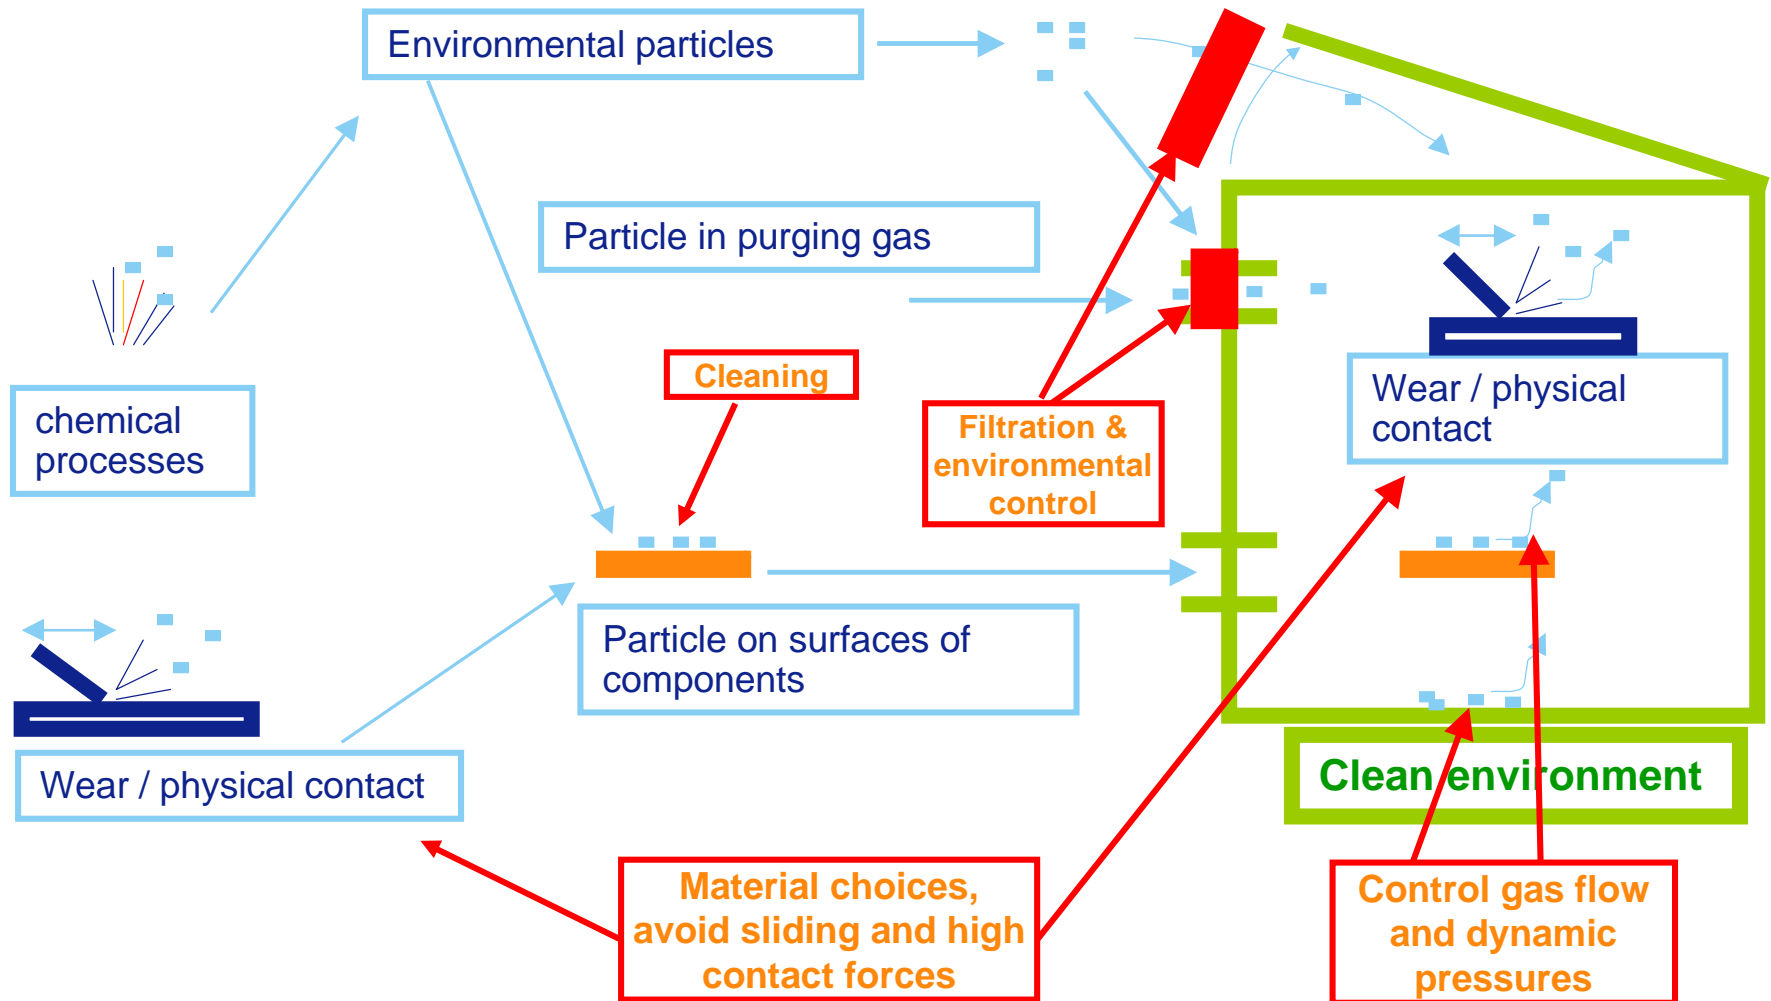 Environmental particles
Particle in purging gas
Cleaning
chemical
processes
Filtration &
environmental
control
Wear / physical
contact
Particle on surfaces of
components
Wear / physical contact
Clean environment
Material choices,
avoid sliding and high
contact forces
Control gas flow
and dynamic
pressures